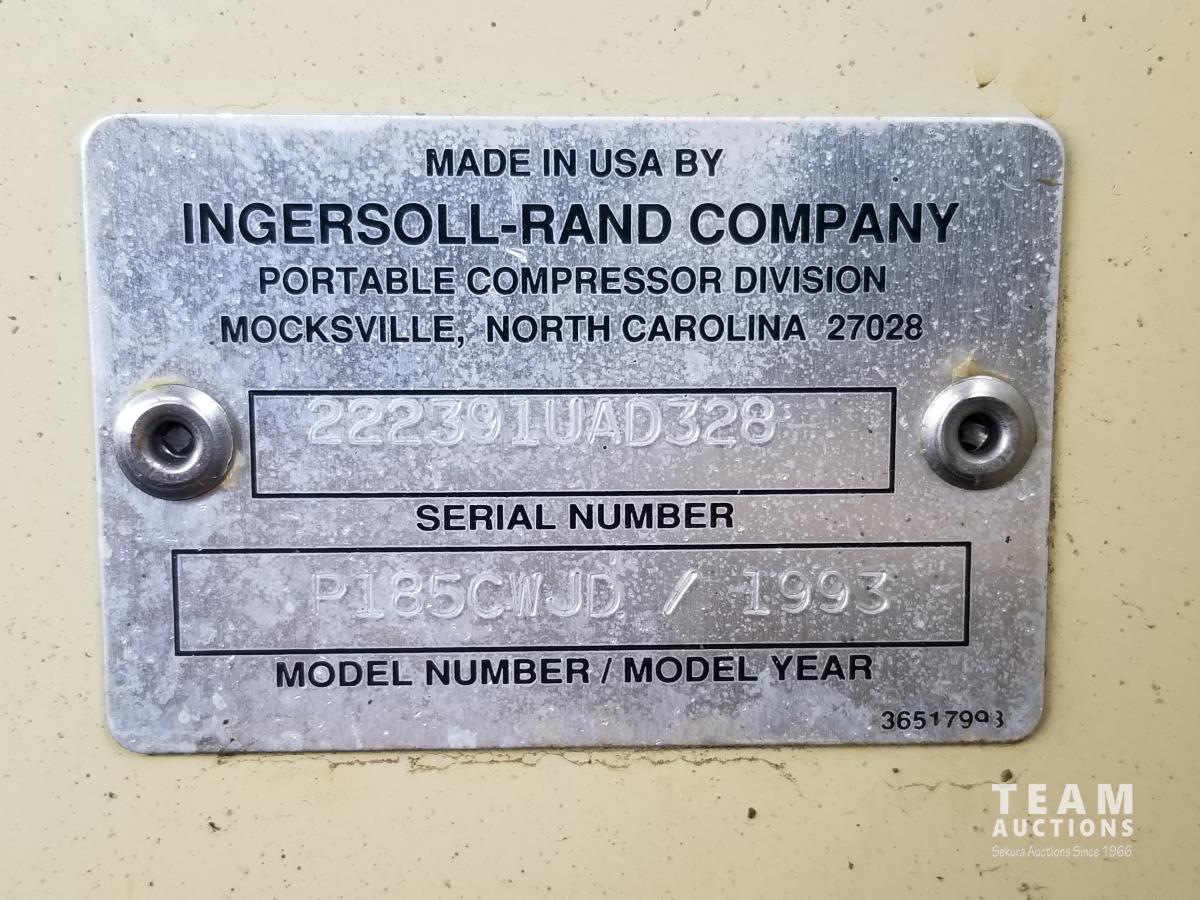 MADE IN USA BY
INGERSOLL-RAND COMPANY
PORTABLE COMPRESSOR DIVISION
MOCKSVILLE, NORTH CAROLINA 27028
222391UAD328
SERIAL NUMBER
P185CWJD / 1993
MODEL NUMBER / MODEL YEAR
TEAM
AUCTIONS
Sekura Auctions Since 1966